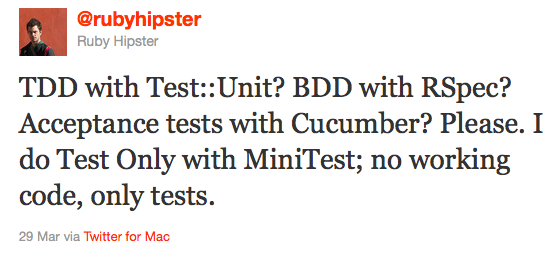 @rubyhipster
Ruby Hipster
TDD with Test::Unit? BDD with RSpec?
Acceptance tests with Cucumber? Please. I
do Test Only with MiniTest; no working
code, only tests.
29 Mar via Twitter for Mac